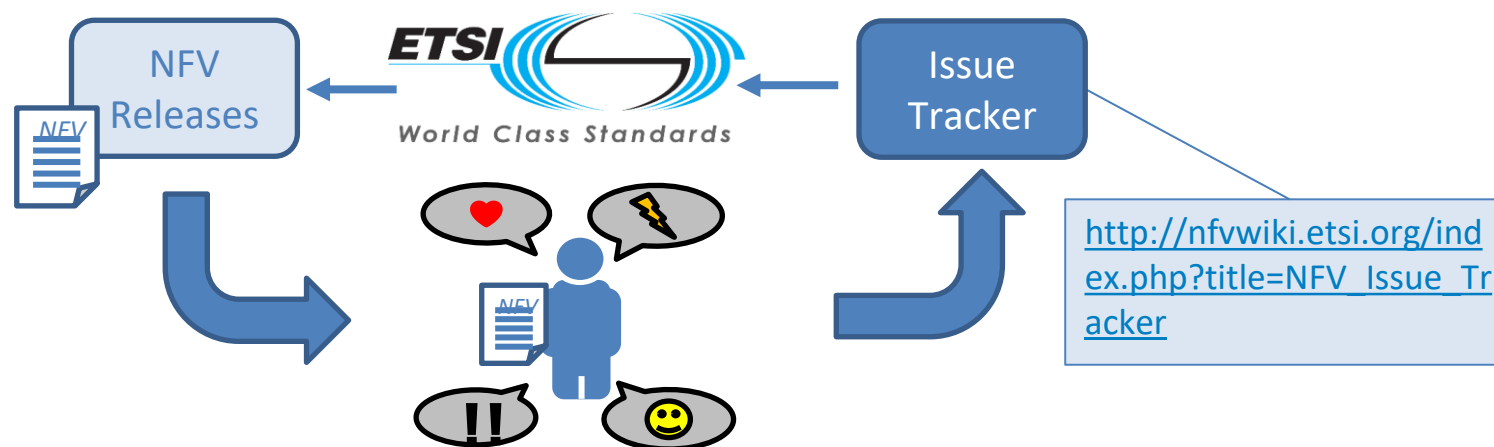 NFV
Releases
NFV
ETSI
World Class Standards
Issue
Tracker
NFV
http://nfvwiki.etsi.org/ind
ex.php?title=NFV_Issue_Tr
acker
!!